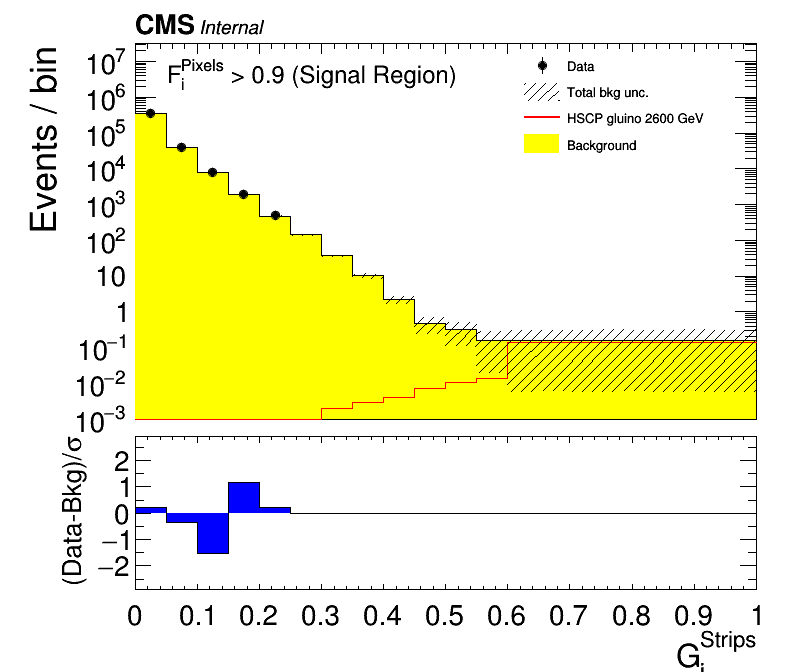 CMS Internal
F_i^Pixels > 0.9 (Signal Region)
Data
Total bkg unc.
HSCP gluino 2600 GeV
Background
Events / bin
10^7
10^6
10^5
10^4
10^3
10^2
10
1
10^−1
10^−2
10^−3
(Data-Bkg)/σ
2
1
0
−1
−2
0 0.1 0.2 0.3 0.4 0.5 0.6 0.7 0.8 0.9 1
G_i^Strips